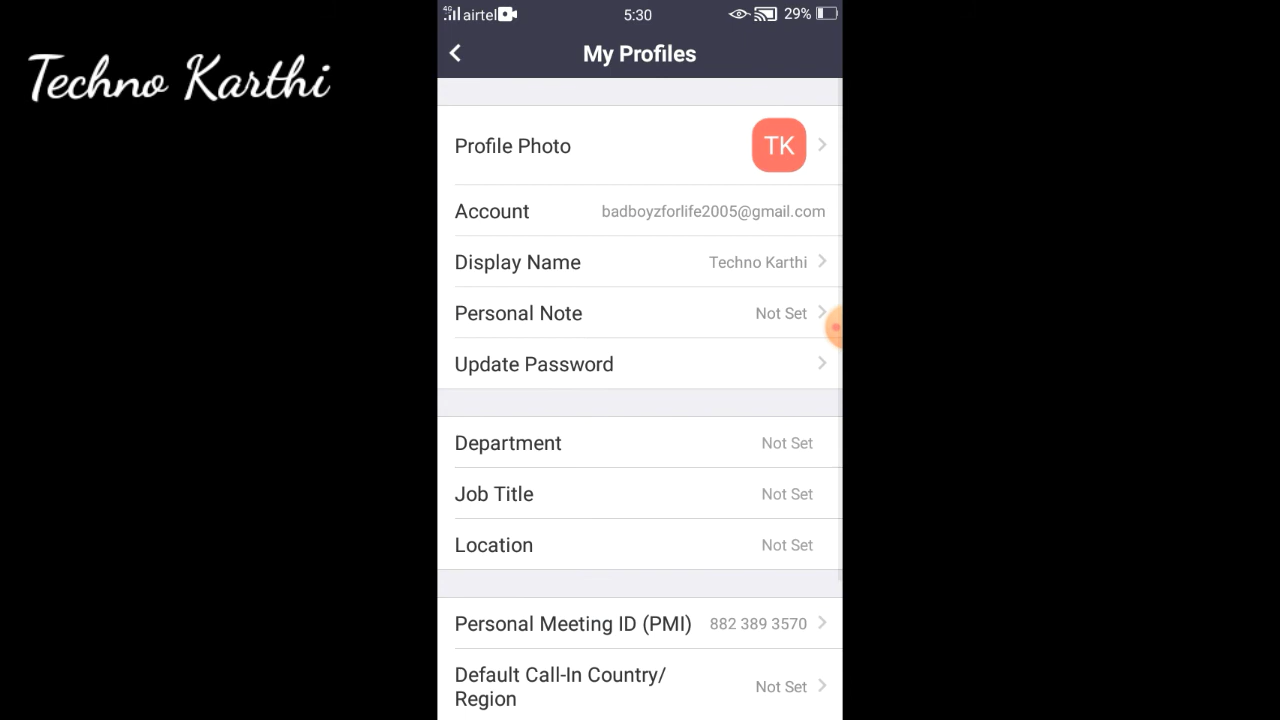 Techno Karthi
4G airtel 5:30 29%
My Profiles
Profile Photo TK
Account badboyzforlife2005@gmail.com
Display Name Techno Karthi
Personal Note Not Set
Update Password
Department Not Set
Job Title Not Set
Location Not Set
Personal Meeting ID (PMI) 882 389 3570
Default Call-In Country/
Region Not Set